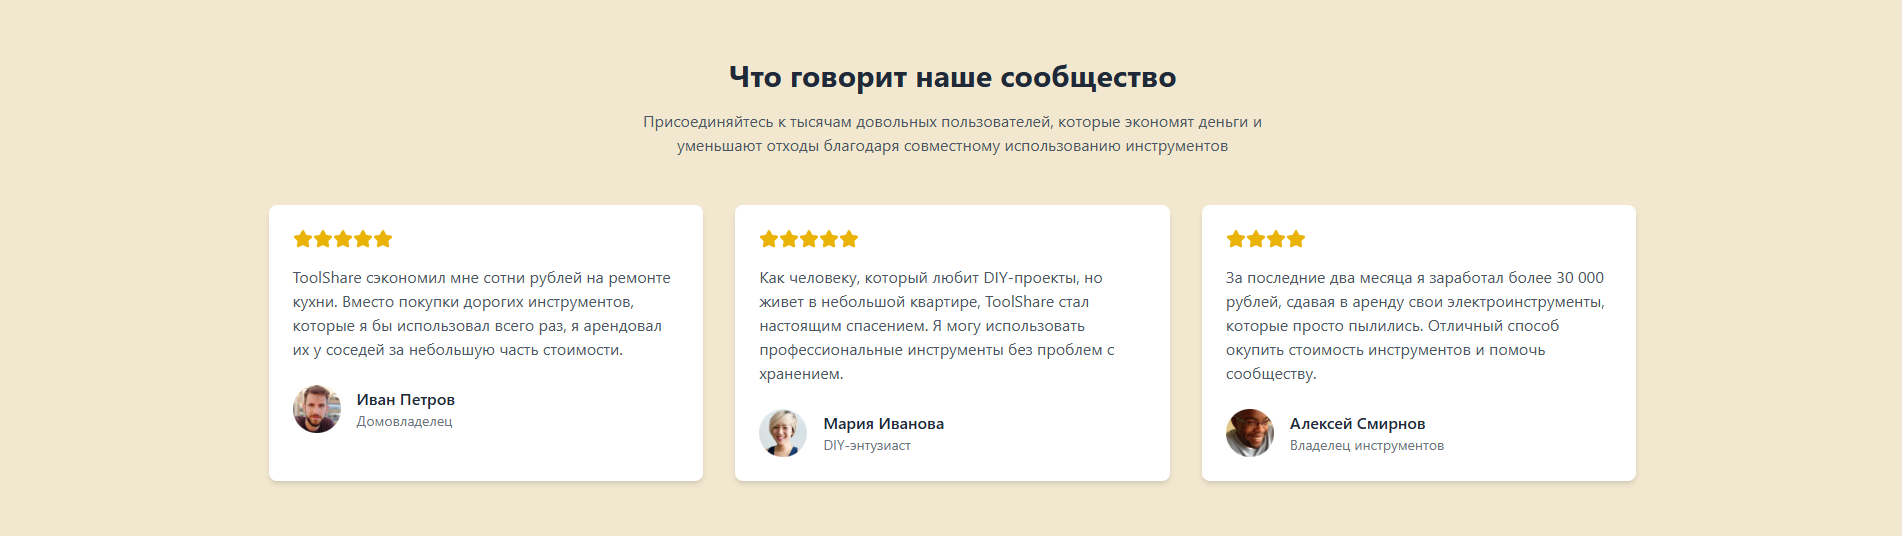 Что говорит наше сообщество
Присоединяйтесь к тысячам довольных пользователей, которые экономят деньги и
уменьшают отходы благодаря совместному использованию инструментов
ToolShare сэкономил мне сотни рублей на ремонте
кухни. Вместо покупки дорогих инструментов,
которые я бы использовал всего раз, я арендовал
их у соседей за небольшую часть стоимости.
Иван Петров
Домовладелец
Как человеку, который любит DIY-проекты, но
живет в небольшой квартире, ToolShare стал
настоящим спасением. Я могу использовать
профессиональные инструменты без проблем с
хранением.
Мария Иванова
DIY-энтузиаст
За последние два месяца я заработал более 30 000
рублей, сдавая в аренду свои электроинструменты,
которые просто пылились. Отличный способ
окупить стоимость инструментов и помочь
сообществу.
Алексей Смирнов
Владелец инструментов